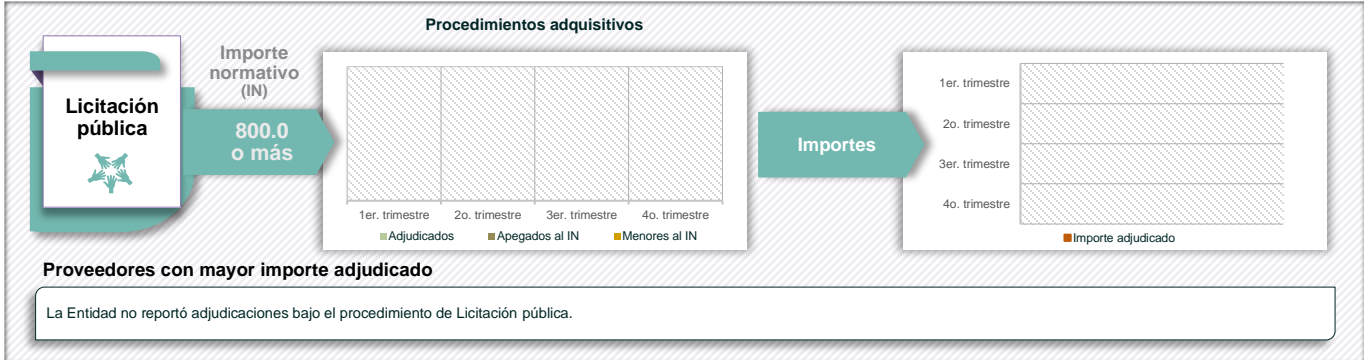 Procedimientos adquisitivos
Importe
normativo
(IN)
Licitación
pública
800.0
o más
1er. trimestre
2o. trimestre
3er. trimestre
4o. trimestre
Adjudicados
Apegados al IN
Menores al IN
Importes
1er. trimestre
2o. trimestre
3er. trimestre
4o. trimestre
Importe adjudicado
Proveedores con mayor importe adjudicado
La Entidad no reportó adjudicaciones bajo el procedimiento de Licitación pública.